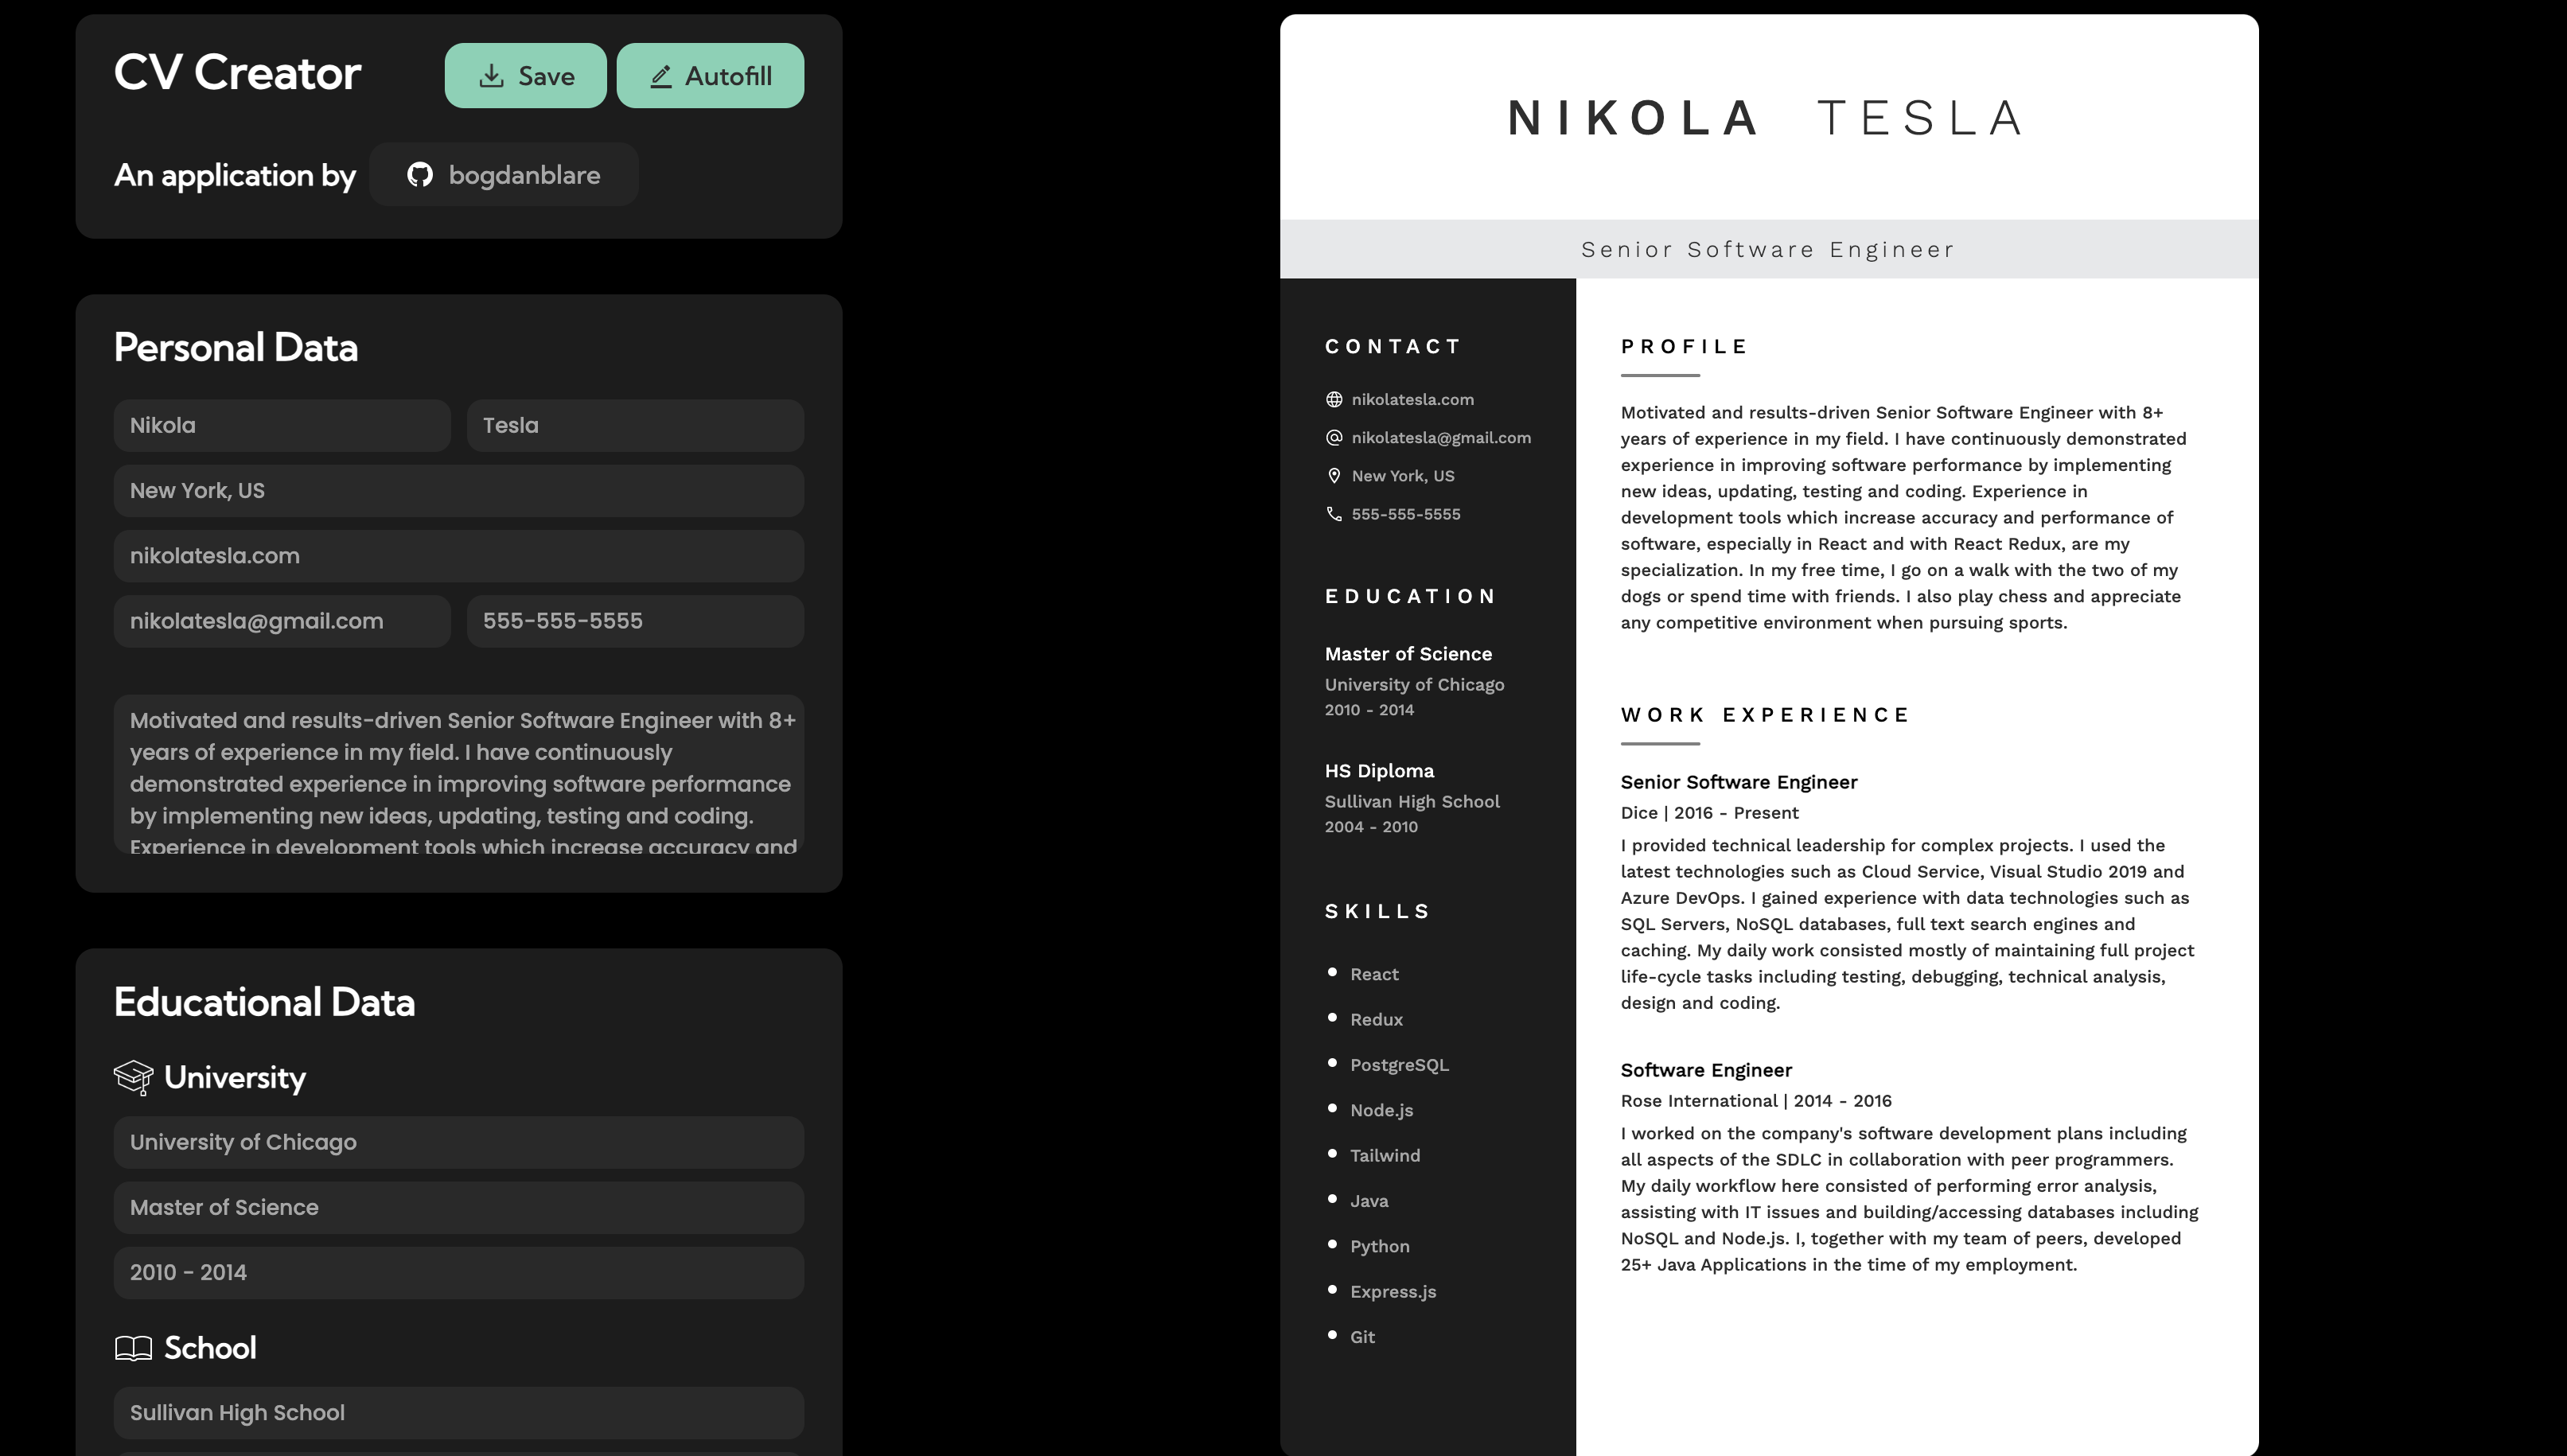 CV Creator
Save
Autofill
An application by
bogdanblare
Personal Data
Nikola
Tesla
New York, US
nikolatesla.com
nikolatesla@gmail.com
555-555-5555
Motivated and results-driven Senior Software Engineer with 8+
years of experience in my field. I have continuously
demonstrated experience in improving software performance
by implementing new ideas, updating, testing and coding.
Experience in development tools which increase accuracy and
Educational Data
University
University of Chicago
Master of Science
2010 - 2014
School
Sullivan High School
NIKOLA TESLA
Senior Software Engineer
CONTACT
nikolatesla.com
nikolatesla@gmail.com
New York, US
555-555-5555
EDUCATION
Master of Science
University of Chicago
2010 - 2014
HS Diploma
Sullivan High School
2004 - 2010
SKILLS
React
Redux
PostgreSQL
Node.js
Tailwind
Java
Python
Express.js
Git
PROFILE
Motivated and results-driven Senior Software Engineer with 8+
years of experience in my field. I have continuously demonstrated
experience in improving software performance by implementing
new ideas, updating, testing and coding. Experience in
development tools which increase accuracy and performance of
software, especially in React and with React Redux, are my
specialization. In my free time, I go on a walk with the two of my
dogs or spend time with friends. I also play chess and appreciate
any competitive environment when pursuing sports.
WORK EXPERIENCE
Senior Software Engineer
Dice | 2016 - Present
I provided technical leadership for complex projects. I used the
latest technologies such as Cloud Service, Visual Studio 2019 and
Azure DevOps. I gained experience with data technologies such as
SQL Servers, NoSQL databases, full text search engines and
caching. My daily work consisted mostly of maintaining full project
life-cycle tasks including testing, debugging, technical analysis,
design and coding.
Software Engineer
Rose International | 2014 - 2016
I worked on the company's software development plans including
all aspects of the SDLC in collaboration with peer programmers.
My daily workflow here consisted of performing error analysis,
assisting with IT issues and building/accessing databases including
NoSQL and Node.js. I, together with my team of peers, developed
25+ Java Applications in the time of my employment.